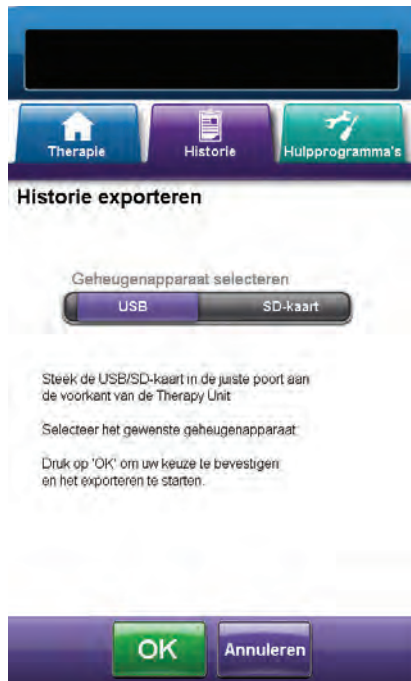 Therapie
Historie
Hulpprogramma's
Historie exporteren
Geheugenapparaat selecteren
USB
SD-kaart
Steek de USB/SD-kaart in de juiste poort aan
de voorkant van de Therapy Unit
Selecteer het gewenste geheugenapparaat
Druk op 'OK' om uw keuze te bevestigen
en het exporteren te starten.
OK
Annuleren